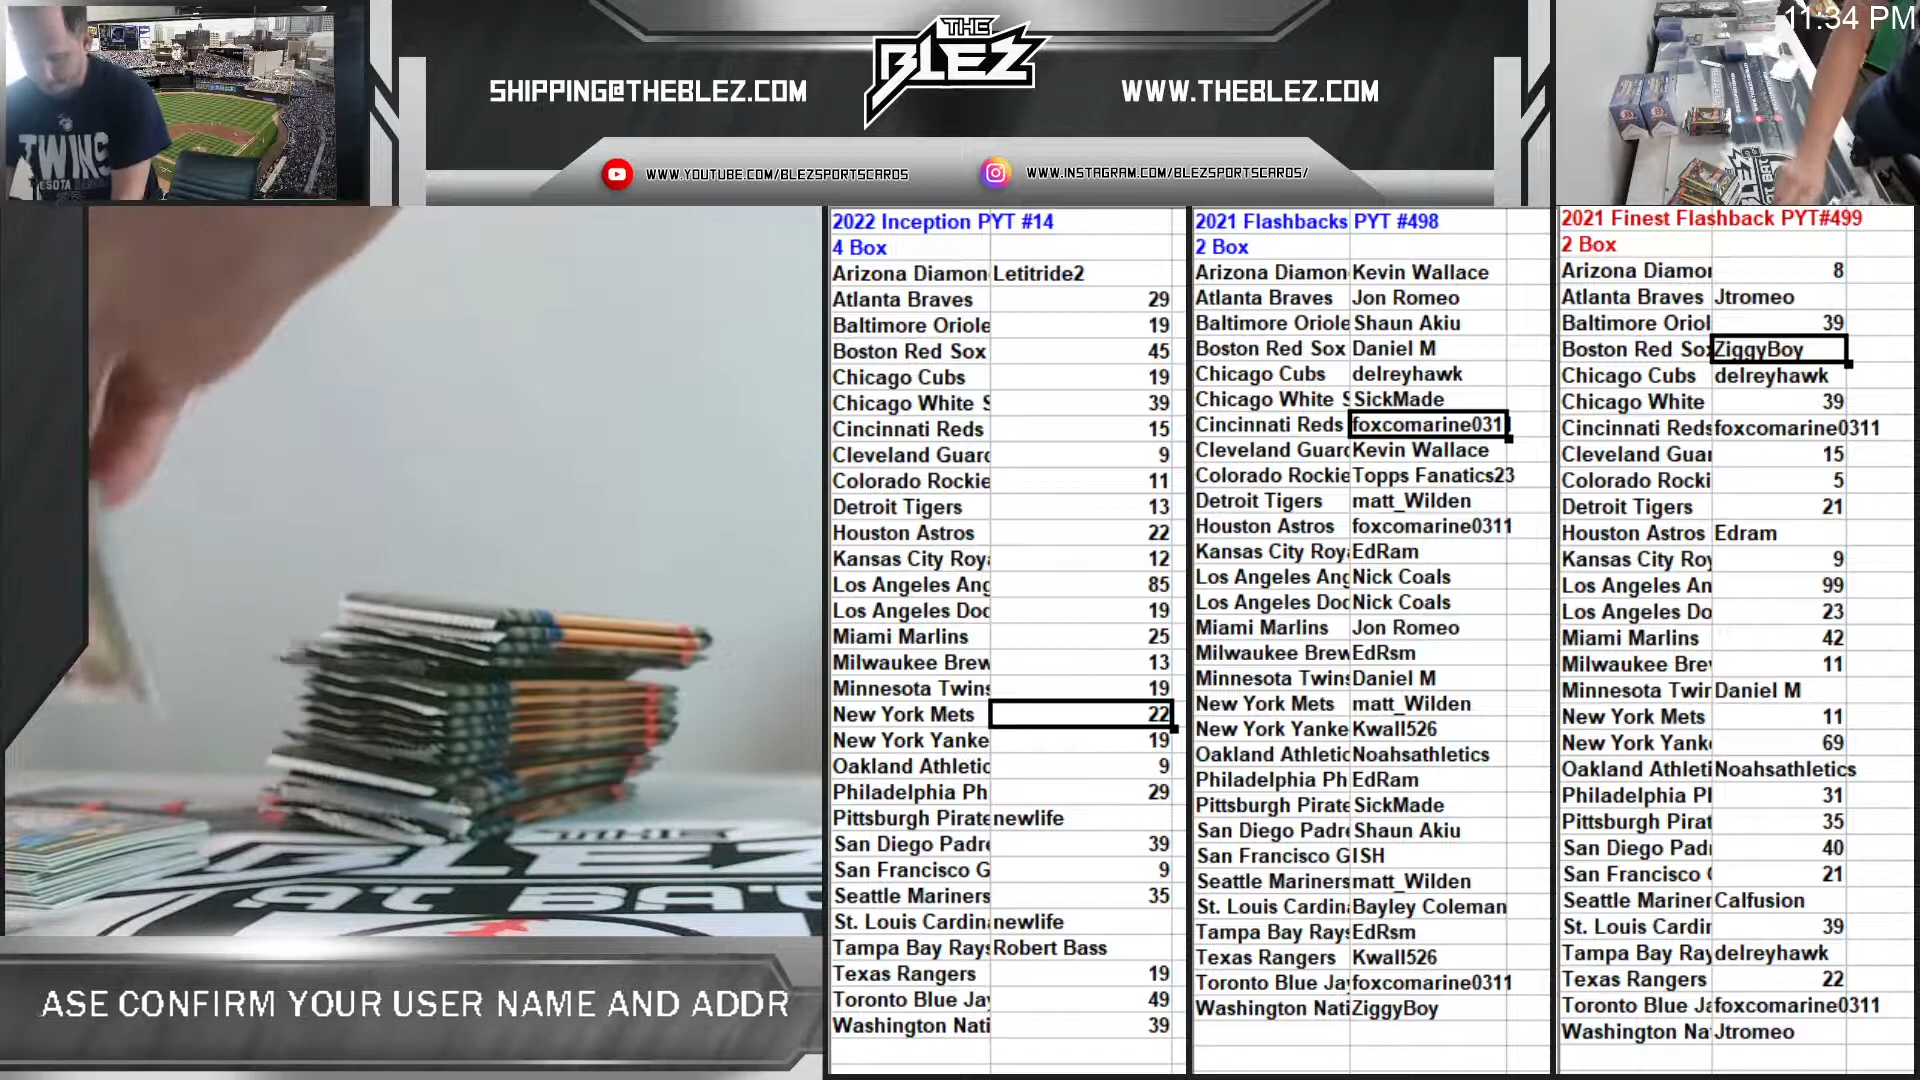 11:34 PM
THE
BLEZ
SHIPPING@THEBLEZ.COM
WWW.THEBLEZ.COM
WWW.YOUTUBE.COM/BLEZSPORTSCARDS
WWW.INSTAGRAM.COM/BLEZSPORTSCARDS/
TWINS
2022 Inception PYT #14
4 Box
Arizona Diamon Letitride2
Atlanta Braves 29
Baltimore Oriole 19
Boston Red Sox 45
Chicago Cubs 19
Chicago White S 39
Cincinnati Reds 15
Cleveland Guard 9
Colorado Rockie 11
Detroit Tigers 13
Houston Astros 22
Kansas City Roya 12
Los Angeles Ang 85
Los Angeles Dod 19
Miami Marlins 25
Milwaukee Brew 13
Minnesota Twins 19
New York Mets 22
New York Yanke 19
Oakland Athletic 9
Philadelphia Ph 29
Pittsburgh Pirate newlife
San Diego Padre 39
San Francisco G 9
Seattle Mariners 35
St. Louis Cardina newlife
Tampa Bay Rays Robert Bass
Texas Rangers 19
Toronto Blue Jay 49
Washington Nati 39
2021 Flashbacks PYT #498
2 Box
Arizona Diamon Kevin Wallace
Atlanta Braves Jon Romeo
Baltimore Oriole Shaun Akiu
Boston Red Sox Daniel M
Chicago Cubs delreyhawk
Chicago White S SickMade
Cincinnati Reds foxcomarine0311
Cleveland Guard Kevin Wallace
Colorado Rockie Topps Fanatics23
Detroit Tigers matt_Wilden
Houston Astros foxcomarine0311
Kansas City Roya EdRam
Los Angeles Ang Nick Coals
Los Angeles Dod Nick Coals
Miami Marlins Jon Romeo
Milwaukee Brew EdRsm
Minnesota Twins Daniel M
New York Mets matt_Wilden
New York Yanke Kwall526
Oakland Athletic Noahsathletics
Philadelphia Ph EdRam
Pittsburgh Pirate SickMade
San Diego Padre Shaun Akiu
San Francisco G ISH
Seattle Mariners matt_Wilden
St. Louis Cardina Bayley Coleman
Tampa Bay Rays EdRsm
Texas Rangers Kwall526
Toronto Blue Jay foxcomarine0311
Washington Nati ZiggyBoy
2021 Finest Flashback PYT#499
2 Box
Arizona Diamo 8
Atlanta Braves Jtromeo
Baltimore Oriol 39
Boston Red Sox ZiggyBoy
Chicago Cubs delreyhawk
Chicago White 39
Cincinnati Reds foxcomarine0311
Cleveland Guar 15
Colorado Rocki 5
Detroit Tigers 21
Houston Astros Edram
Kansas City Roy 9
Los Angeles An 99
Los Angeles Do 23
Miami Marlins 42
Milwaukee Brew 11
Minnesota Twin Daniel M
New York Mets 11
New York Yank 69
Oakland Athleti Noahsathletics
Philadelphia Pl 31
Pittsburgh Pirat 35
San Diego Pad 40
San Francisco 21
Seattle Mariner Calfusion
St. Louis Cardin 39
Tampa Bay Ray delreyhawk
Texas Rangers 22
Toronto Blue Ja foxcomarine0311
Washington Na Jtromeo
BLEZ
AT BAT
ASE CONFIRM YOUR USER NAME AND ADDR